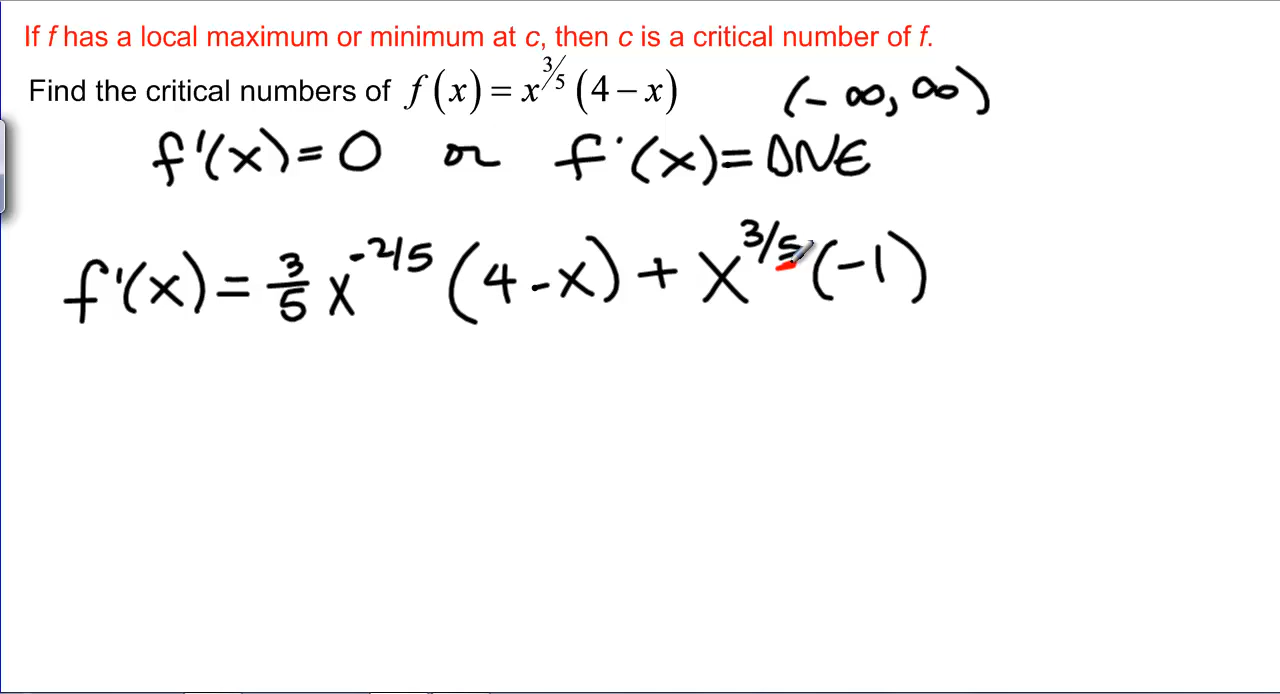 If f has a local maximum or minimum at c, then c is a critical number of f.
Find the critical numbers of f(x) = x^{3/5}(4 − x) (-∞, ∞)
f'(x) = 0 or f'(x) = DNE
f'(x) = 3/5 x^{-2/5} (4-x) + x^{3/5} (-1)